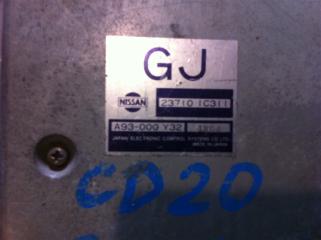 GJ
NISSAN 23710 1C311
A93-000 Y32
JAPAN ELECTRONIC CONTROL SYSTEMS CO., LTD.
MADE IN JAPAN
CD20